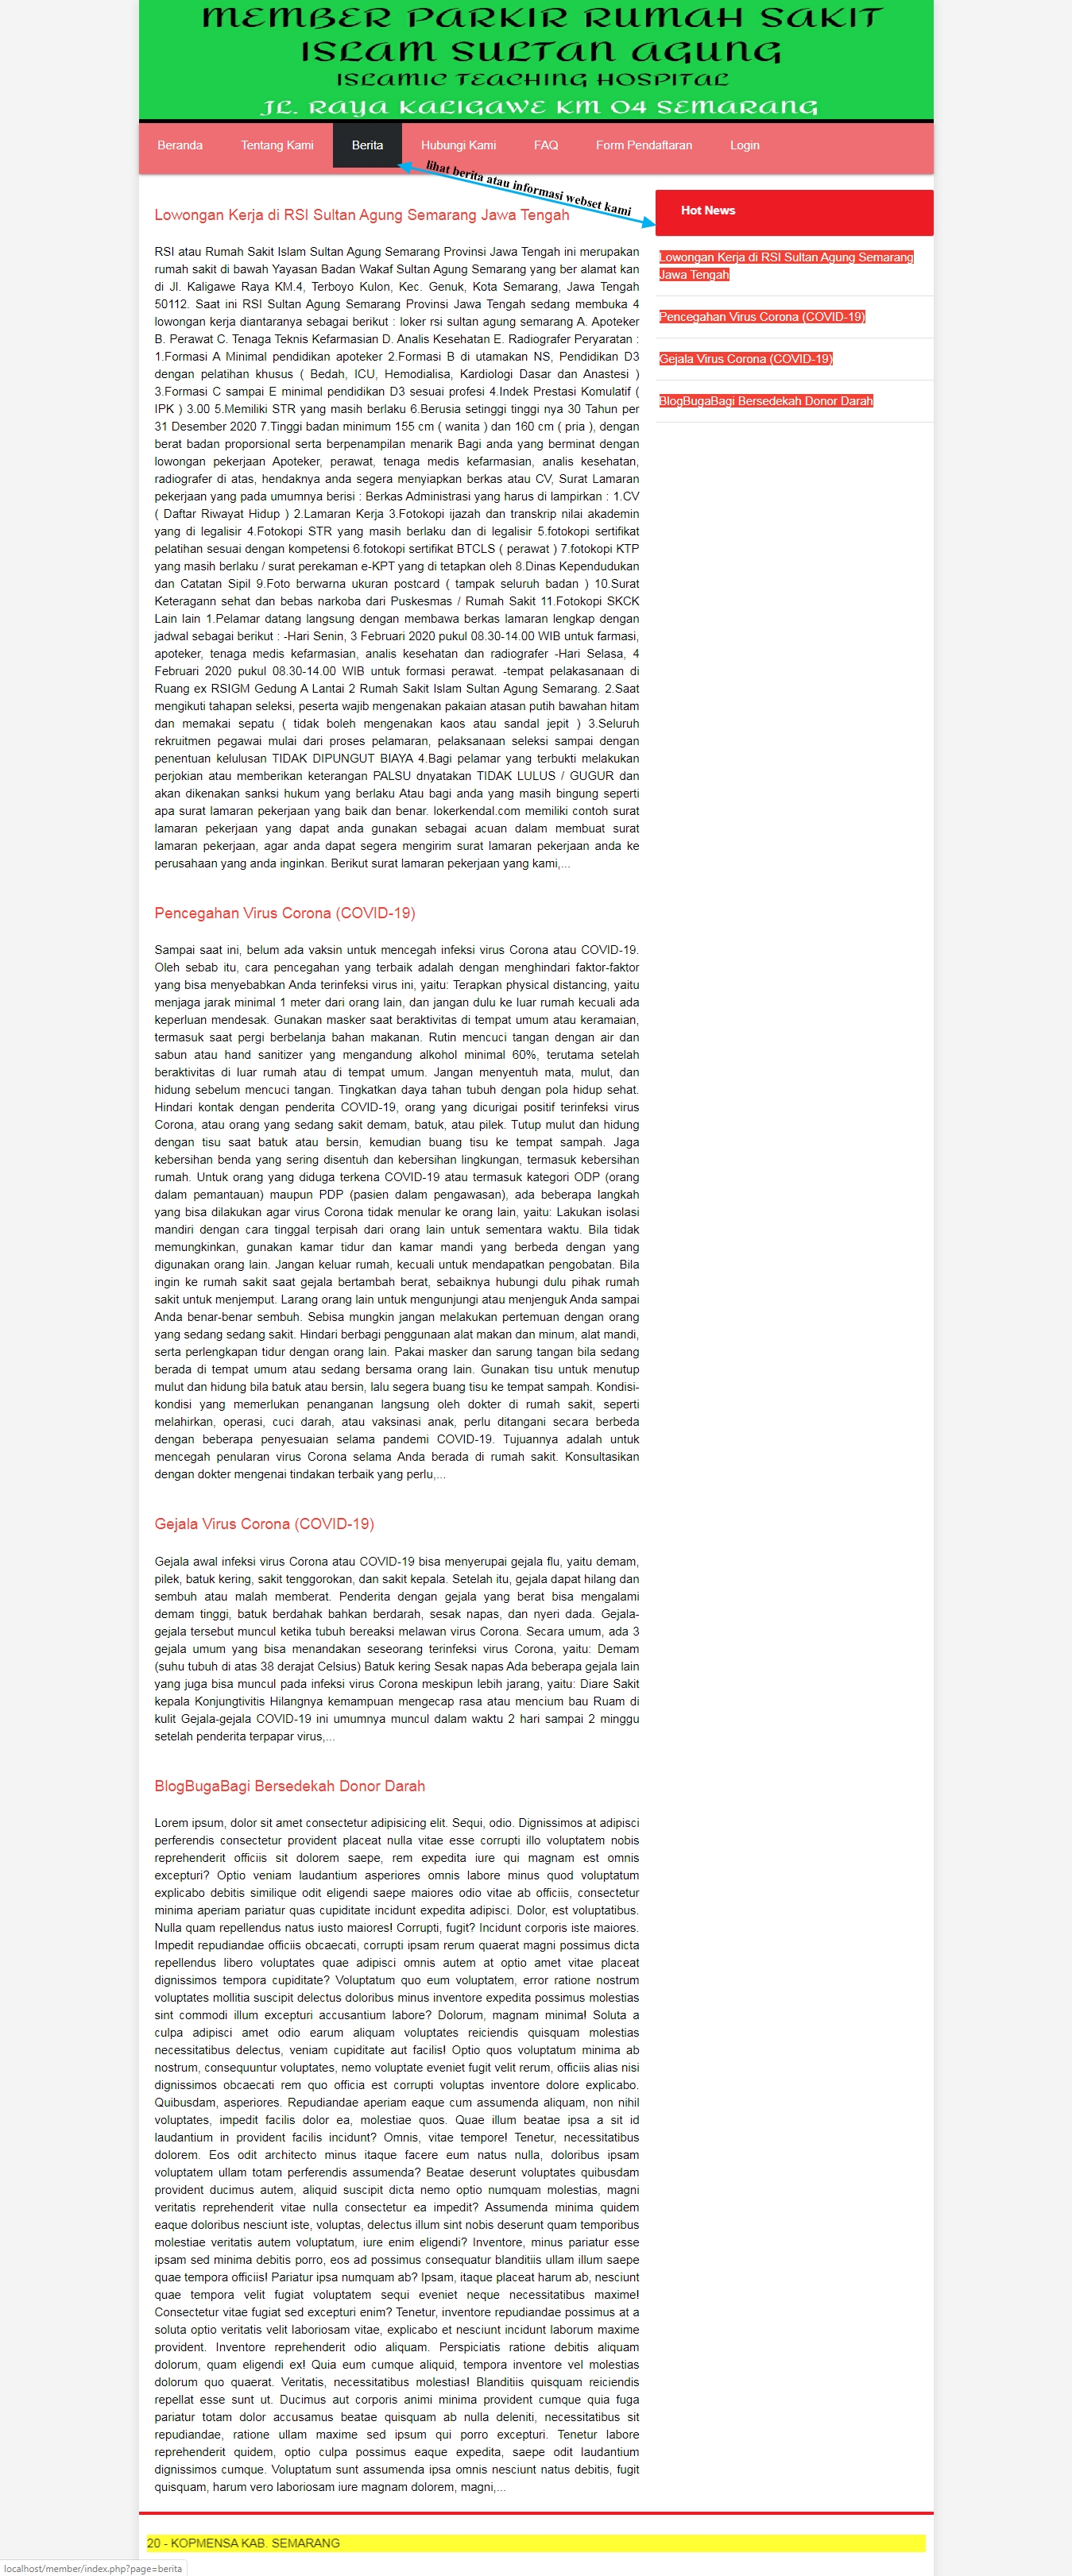 MEMBER PARKIR RUMAH SAKIT
ISLAM SULTAN AGUNG
ISLAMIC TEACHING HOSPITAL
JL. RAYA KALIGAWE KM 04 SEMARANG
Beranda Tentang Kami Berita Hubungi Kami FAQ Form Pendaftaran Login
lihat berita atau informasi webset kami
Lowongan Kerja di RSI Sultan Agung Semarang Jawa Tengah
RSI atau Rumah Sakit Islam Sultan Agung Semarang Provinsi Jawa Tengah ini merupakan
rumah sakit di bawah Yayasan Badan Wakaf Sultan Agung Semarang yang ber alamat kan
di Jl. Kaligawe Raya KM.4, Terboyo Kulon, Kec. Genuk, Kota Semarang, Jawa Tengah
50112. Saat ini RSI Sultan Agung Semarang Provinsi Jawa Tengah sedang membuka 4
lowongan kerja diantaranya sebagai berikut : loker rsi sultan agung semarang A. Apoteker
B. Perawat C. Tenaga Teknis Kefarmasian D. Analis Kesehatan E. Radiografer Peryaratan :
1.Formasi A Minimal pendidikan apoteker 2.Formasi B di utamakan NS, Pendidikan D3
dengan pelatihan khusus ( Bedah, ICU, Hemodialisa, Kardiologi Dasar dan Anastesi )
3.Formasi C sampai E minimal pendidikan D3 sesuai profesi 4.Indek Prestasi Komulatif (
IPK ) 3.00 5.Memiliki STR yang masih berlaku 6.Berusia setinggi tinggi nya 30 Tahun per
31 Desember 2020 7.Tinggi badan minimum 155 cm ( wanita ) dan 160 cm ( pria ), dengan
berat badan proporsional serta berpenampilan menarik Bagi anda yang berminat dengan
lowongan pekerjaan Apoteker, perawat, tenaga medis kefarmasian, analis kesehatan,
radiografer di atas, hendaknya anda segera menyiapkan berkas atau CV, Surat Lamaran
pekerjaan yang pada umumnya berisi : Berkas Administrasi yang harus di lampirkan : 1.CV
( Daftar Riwayat Hidup ) 2.Lamaran Kerja 3.Fotokopi ijazah dan transkrip nilai akademin
yang di legalisir 4.Fotokopi STR yang masih berlaku dan di legalisir 5.fotokopi sertifikat
pelatihan sesuai dengan kompetensi 6.fotokopi sertifikat BTCLS ( perawat ) 7.fotokopi KTP
yang masih berlaku / surat perekaman e-KPT yang di tetapkan oleh 8.Dinas Kependudukan
dan Catatan Sipil 9.Foto berwarna ukuran postcard ( tampak seluruh badan ) 10.Surat
Keteragann sehat dan bebas narkoba dari Puskesmas / Rumah Sakit 11.Fotokopi SKCK
Lain lain 1.Pelamar datang langsung dengan membawa berkas lamaran lengkap dengan
jadwal sebagai berikut : -Hari Senin, 3 Februari 2020 pukul 08.30-14.00 WIB untuk farmasi,
apoteker, tenaga medis kefarmasian, analis kesehatan dan radiografer -Hari Selasa, 4
Februari 2020 pukul 08.30-14.00 WIB untuk formasi perawat. -tempat pelakasanaan di
Ruang ex RSIGM Gedung A Lantai 2 Rumah Sakit Islam Sultan Agung Semarang. 2.Saat
mengikuti tahapan seleksi, peserta wajib mengenakan pakaian atasan putih bawahan hitam
dan memakai sepatu ( tidak boleh mengenakan kaos atau sandal jepit ) 3.Seluruh
rekruitmen pegawai mulai dari proses pelamaran, pelaksanaan seleksi sampai dengan
penentuan kelulusan TIDAK DIPUNGUT BIAYA 4.Bagi pelamar yang terbukti melakukan
perjokian atau memberikan keterangan PALSU dnyatakan TIDAK LULUS / GUGUR dan
akan dikenakan sanksi hukum yang berlaku Atau bagi anda yang masih bingung seperti
apa surat lamaran pekerjaan yang baik dan benar. lokerkendal.com memiliki contoh surat
lamaran pekerjaan yang dapat anda gunakan sebagai acuan dalam membuat surat
lamaran pekerjaan, agar anda dapat segera mengirim surat lamaran pekerjaan anda ke
perusahaan yang anda inginkan. Berikut surat lamaran pekerjaan yang kami,...
Pencegahan Virus Corona (COVID-19)
Sampai saat ini, belum ada vaksin untuk mencegah infeksi virus Corona atau COVID-19.
Oleh sebab itu, cara pencegahan yang terbaik adalah dengan menghindari faktor-faktor
yang bisa menyebabkan Anda terinfeksi virus ini, yaitu: Terapkan physical distancing, yaitu
menjaga jarak minimal 1 meter dari orang lain, dan jangan dulu ke luar rumah kecuali ada
keperluan mendesak. Gunakan masker saat beraktivitas di tempat umum atau keramaian,
termasuk saat pergi berbelanja bahan makanan. Rutin mencuci tangan dengan air dan
sabun atau hand sanitizer yang mengandung alkohol minimal 60%, terutama setelah
beraktivitas di luar rumah atau di tempat umum. Jangan menyentuh mata, mulut, dan
hidung sebelum mencuci tangan. Tingkatkan daya tahan tubuh dengan pola hidup sehat.
Hindari kontak dengan penderita COVID-19, orang yang dicurigai positif terinfeksi virus
Corona, atau orang yang sedang sakit demam, batuk, atau pilek. Tutup mulut dan hidung
dengan tisu saat batuk atau bersin, kemudian buang tisu ke tempat sampah. Jaga
kebersihan benda yang sering disentuh dan kebersihan lingkungan, termasuk kebersihan
rumah. Untuk orang yang diduga terkena COVID-19 atau termasuk kategori ODP (orang
dalam pemantauan) maupun PDP (pasien dalam pengawasan), ada beberapa langkah
yang bisa dilakukan agar virus Corona tidak menular ke orang lain, yaitu: Lakukan isolasi
mandiri dengan cara tinggal terpisah dari orang lain untuk sementara waktu. Bila tidak
memungkinkan, gunakan kamar tidur dan kamar mandi yang berbeda dengan yang
digunakan orang lain. Jangan keluar rumah, kecuali untuk mendapatkan pengobatan. Bila
ingin ke rumah sakit saat gejala bertambah berat, sebaiknya hubungi dulu pihak rumah
sakit untuk menjemput. Larang orang lain untuk mengunjungi atau menjenguk Anda sampai
Anda benar-benar sembuh. Sebisa mungkin jangan melakukan pertemuan dengan orang
yang sedang sedang sakit. Hindari berbagi penggunaan alat makan dan minum, alat mandi,
serta perlengkapan tidur dengan orang lain. Pakai masker dan sarung tangan bila sedang
berada di tempat umum atau sedang bersama orang lain. Gunakan tisu untuk menutup
mulut dan hidung bila batuk atau bersin, lalu segera buang tisu ke tempat sampah. Kondisi-
kondisi yang memerlukan penanganan langsung oleh dokter di rumah sakit, seperti
melahirkan, operasi, cuci darah, atau vaksinasi anak, perlu ditangani secara berbeda
dengan beberapa penyesuaian selama pandemi COVID-19. Tujuannya adalah untuk
mencegah penularan virus Corona selama Anda berada di rumah sakit. Konsultasikan
dengan dokter mengenai tindakan terbaik yang perlu,...
Gejala Virus Corona (COVID-19)
Gejala awal infeksi virus Corona atau COVID-19 bisa menyerupai gejala flu, yaitu demam,
pilek, batuk kering, sakit tenggorokan, dan sakit kepala. Setelah itu, gejala dapat hilang dan
sembuh atau malah memberat. Penderita dengan gejala yang berat bisa mengalami
demam tinggi, batuk berdahak bahkan berdarah, sesak napas, dan nyeri dada. Gejala-
gejala tersebut muncul ketika tubuh bereaksi melawan virus Corona. Secara umum, ada 3
gejala umum yang bisa menandakan seseorang terinfeksi virus Corona, yaitu: Demam
(suhu tubuh di atas 38 derajat Celsius) Batuk kering Sesak napas Ada beberapa gejala lain
yang juga bisa muncul pada infeksi virus Corona meskipun lebih jarang, yaitu: Diare Sakit
kepala Konjungtivitis Hilangnya kemampuan mengecap rasa atau mencium bau Ruam di
kulit Gejala-gejala COVID-19 ini umumnya muncul dalam waktu 2 hari sampai 2 minggu
setelah penderita terpapar virus,...
BlogBugaBagi Bersedekah Donor Darah
Lorem ipsum, dolor sit amet consectetur adipisicing elit. Sequi, odio. Dignissimos at adipisci
perferendis consectetur provident placeat nulla vitae esse corrupti illo voluptatem nobis
reprehenderit officiis sit dolorem saepe, rem expedita iure qui magnam est omnis
excepturi? Optio veniam laudantium asperiores omnis labore minus quod voluptatum
explicabo debitis similique odit eligendi saepe maiores odio vitae ab officiis, consectetur
minima aperiam pariatur quas cupiditate incidunt expedita adipisci. Dolor, est voluptatibus.
Nulla quam repellendus natus iusto maiores! Corrupti, fugit? Incidunt corporis iste maiores.
Impedit repudiandae officiis obcaecati, corrupti ipsam rerum quaerat magni possimus dicta
repellendus libero voluptates quae adipisci omnis autem at optio amet vitae placeat
dignissimos tempora cupiditate? Voluptatum quo eum voluptatem, error ratione nostrum
voluptates mollitia suscipit delectus doloribus minus inventore expedita possimus molestias
sint commodi illum excepturi accusantium labore? Dolorum, magnam minima! Soluta a
culpa adipisci amet odio earum aliquam voluptates reiciendis quisquam molestias
necessitatibus delectus, veniam cupiditate aut facilis! Optio quos voluptatum minima ab
nostrum, consequuntur voluptates, nemo voluptate eveniet fugit velit rerum, officiis alias nisi
dignissimos obcaecati rem quo officia est corrupti voluptas inventore dolore explicabo.
Quibusdam, asperiores. Repudiandae aperiam eaque cum assumenda aliquam, non nihil
voluptates, impedit facilis dolor ea, molestiae quos. Quae illum beatae ipsa a sit id
laudantium in provident facilis incidunt? Omnis, vitae tempore! Tenetur, necessitatibus
dolorem. Eos odit architecto minus itaque facere eum natus nulla, doloribus ipsam
voluptatem ullam totam perferendis assumenda? Beatae deserunt voluptates quibusdam
provident ducimus autem, aliquid suscipit dicta nemo optio numquam molestias, magni
veritatis reprehenderit vitae nulla consectetur ea impedit? Assumenda minima quidem
eaque doloribus nesciunt iste, voluptas, delectus illum sint nobis deserunt quam temporibus
molestiae veritatis autem voluptatum, iure enim eligendi? Inventore, minus pariatur esse
ipsam sed minima debitis porro, eos ad possimus consequatur blanditiis ullam illum saepe
quae tempora officiis! Pariatur ipsa numquam ab? Ipsam, itaque placeat harum ab, nesciunt
quae tempora velit fugiat voluptatem sequi eveniet neque necessitatibus maxime!
Consectetur vitae fugiat sed excepturi enim? Tenetur, inventore repudiandae possimus at a
soluta optio veritatis velit laboriosam vitae, explicabo et nesciunt incidunt laborum maxime
provident. Inventore reprehenderit odio aliquam. Perspiciatis ratione debitis aliquam
dolorum, quam eligendi ex! Quia eum cumque aliquid, tempora inventore vel molestias
dolorum quo quaerat. Veritatis, necessitatibus molestias! Blanditiis quisquam reiciendis
repellat esse sunt ut. Ducimus aut corporis animi minima provident cumque quia fuga
pariatur totam dolor accusamus beatae quisquam ab nulla deleniti, necessitatibus sit
repudiandae, ratione ullam maxime sed ipsum qui porro excepturi. Tenetur labore
reprehenderit quidem, optio culpa possimus eaque expedita, saepe odit laudantium
dignissimos cumque. Voluptatum sunt assumenda ipsa omnis nesciunt natus debitis, fugit
quisquam, harum vero laboriosam iure magnam dolorem, magni,...
Hot News
Lowongan Kerja di RSI Sultan Agung Semarang
Jawa Tengah
Pencegahan Virus Corona (COVID-19)
Gejala Virus Corona (COVID-19)
BlogBugaBagi Bersedekah Donor Darah
20 - KOPMENSA KAB. SEMARANG
localhost/member/index.php?page=berita